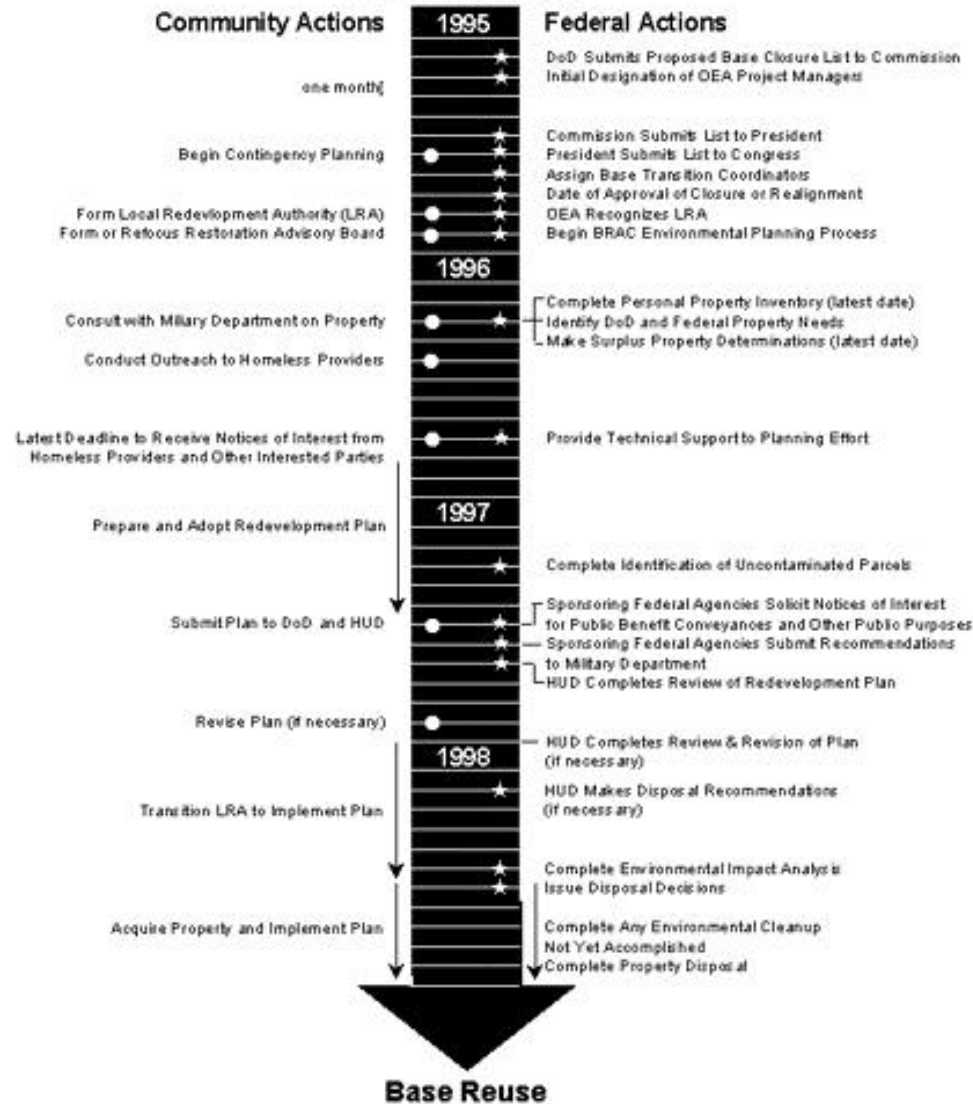 Community Actions
1995
Federal Actions
DoD Submits Proposed Base Closure List to Commission
Initial Designation of OEA Project Managers
one month[
Commission Submits List to President
Begin Contingency Planning
President Submits List to Congress
Assign Base Transition Coordinators
Date of Approval of Closure or Realignment
Form Local Redevlopment Authority (LRA)
OEA Recognizes LRA
Form or Refocus Restoration Advisory Board
Begin BRAC Environmental Planning Process
1996
Complete Personal Property Inventory (latest date)
Consult with Miliary Department on Property
Identify DoD and Federal Property Needs
Make Surplus Property Determinations (latest date)
Conduct Outreach to Homeless Providers
Latest Deadline to Receive Notices of Interest from
Homeless Providers and Other Interested Parties
Provide Technical Support to Planning Effort
1997
Prepare and Adopt Redevelopment Plan
Complete Identification of Uncontaminated Parcels
Submit Plan to DoD and HUD
Sponsoring Federal Agencies Solicit Notices of Interest
for Public Benefit Conveyances and Other Public Purposes
Sponsoring Federal Agencies Submit Recommendations
to Military Department
HUD Completes Review of Redevelopment Plan
Revise Plan (if necessary)
HUD Completes Review & Revision of Plan
(if necessary)
1998
HUD Makes Disposal Recommendations
(if necessary)
Transition LRA to Implement Plan
Complete Environmental Impact Analysis
Issue Disposal Decisions
Acquire Property and Implement Plan
Complete Any Environmental Cleanup
Not Yet Accomplished
Complete Property Disposal
Base Reuse